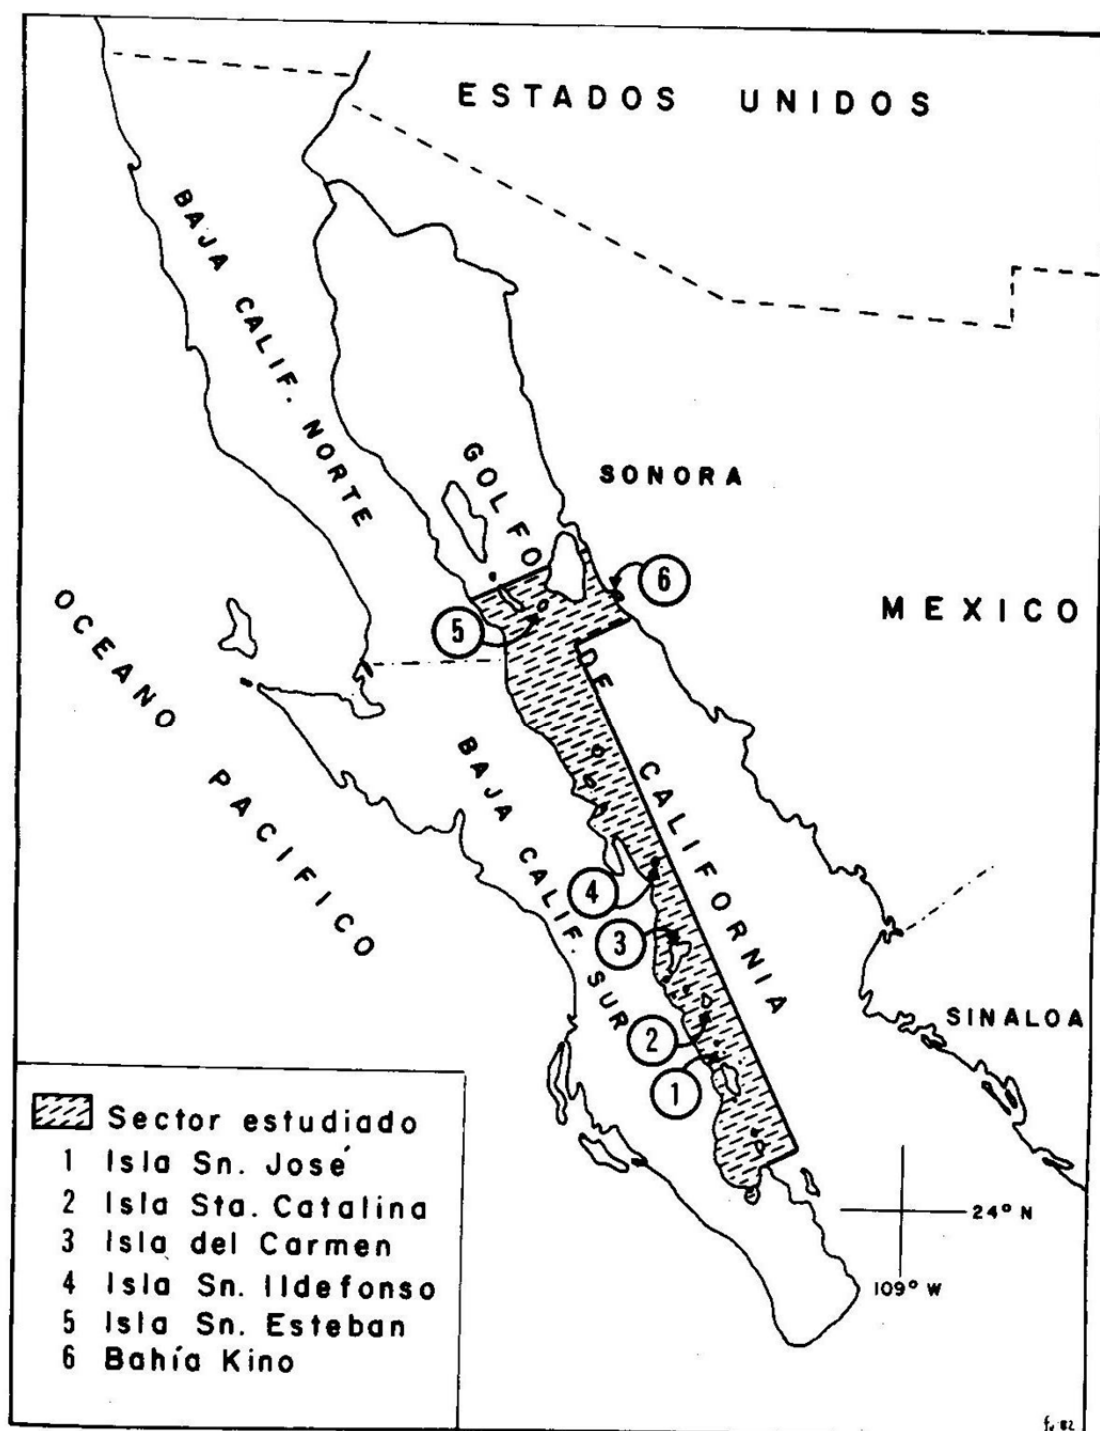 ESTADOS UNIDOS
BAJA CALIF. NORTE
GOLFO DE CALIFORNIA
SONORA
6
MEXICO
5
OCEANO PACIFICO
BAJA CALIF. SUR
4
3
2
SINALOA
1
Sector estudiado
1 Isla Sn. José
2 Isla Sta. Catalina
3 Isla del Carmen
4 Isla Sn. Ildefonso
5 Isla Sn. Esteban
6 Bahía Kino
24° N
109° W